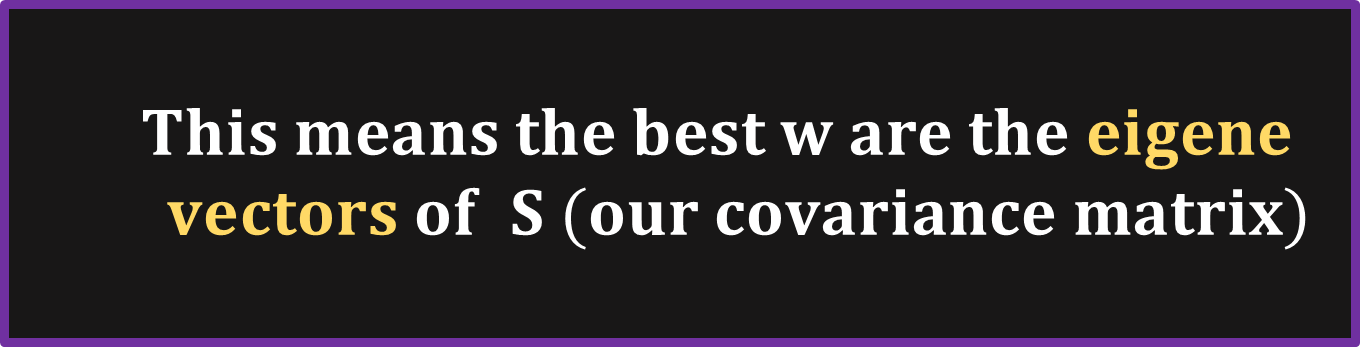 This means the best w are the eigene
vectors of  S (our covariance matrix)